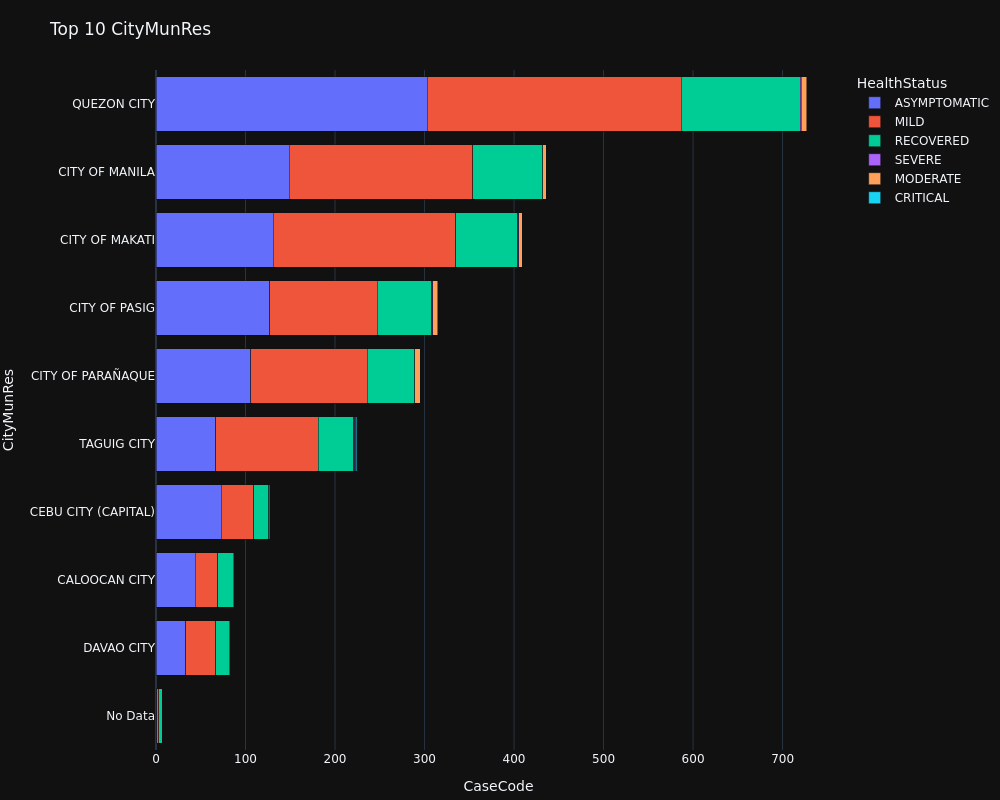 Top 10 CityMunRes
HealthStatus
ASYMPTOMATIC
MILD
RECOVERED
SEVERE
MODERATE
CRITICAL
CityMunRes
QUEZON CITY
CITY OF MANILA
CITY OF MAKATI
CITY OF PASIG
CITY OF PARAÑAQUE
TAGUIG CITY
CEBU CITY (CAPITAL)
CALOOCAN CITY
DAVAO CITY
No Data
0 100 200 300 400 500 600 700
CaseCode